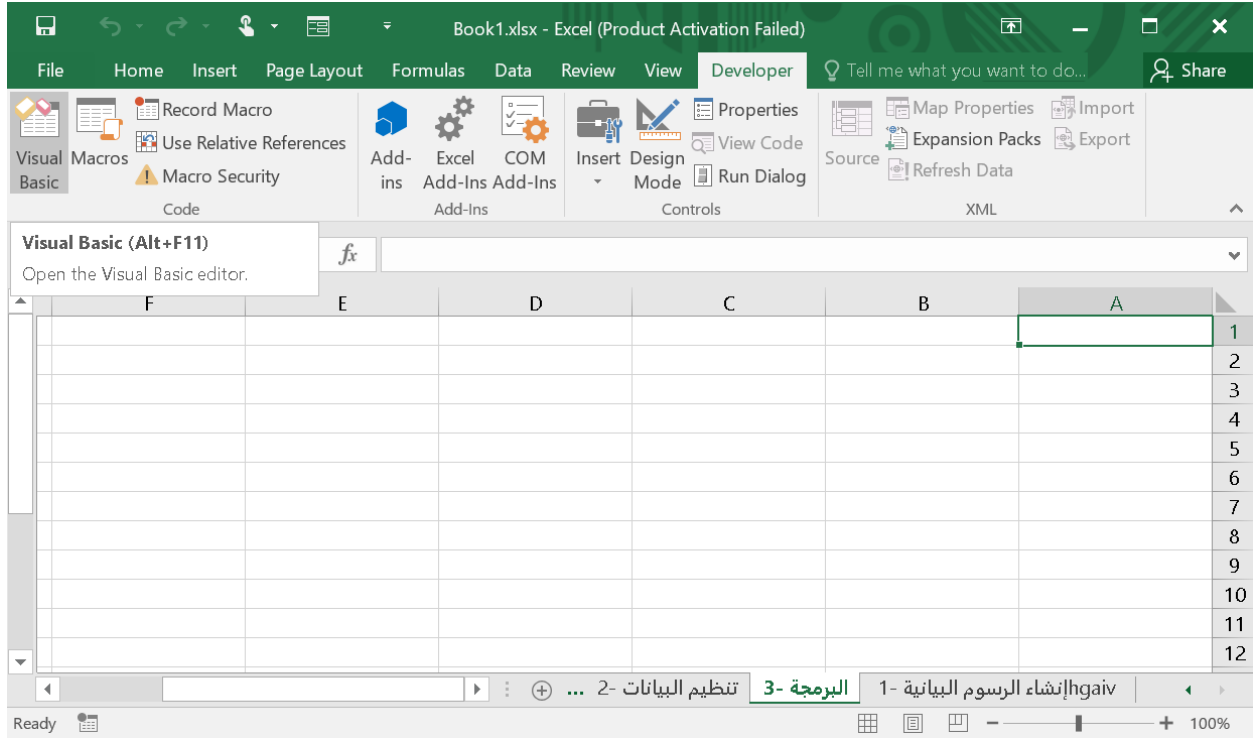 Book1.xlsx - Excel (Product Activation Failed)
File Home Insert Page Layout Formulas Data Review View Developer Tell me what you want to do... Share
Visual Basic
Macros
Record Macro
Use Relative References
Macro Security
Code
Add-ins
Excel Add-Ins
COM Add-Ins
Add-Ins
Insert
Design Mode
Properties
View Code
Run Dialog
Controls
Source
Map Properties
Expansion Packs
Refresh Data
Import
Export
XML
Visual Basic (Alt+F11)
Open the Visual Basic editor.
fx
F E D C B A
1
2
3
4
5
6
7
8
9
10
11
12
... تنظيم البيانات -2 البرمجة -3 إنشاء الرسوم البيانية -1 hgaiv
Ready 100%